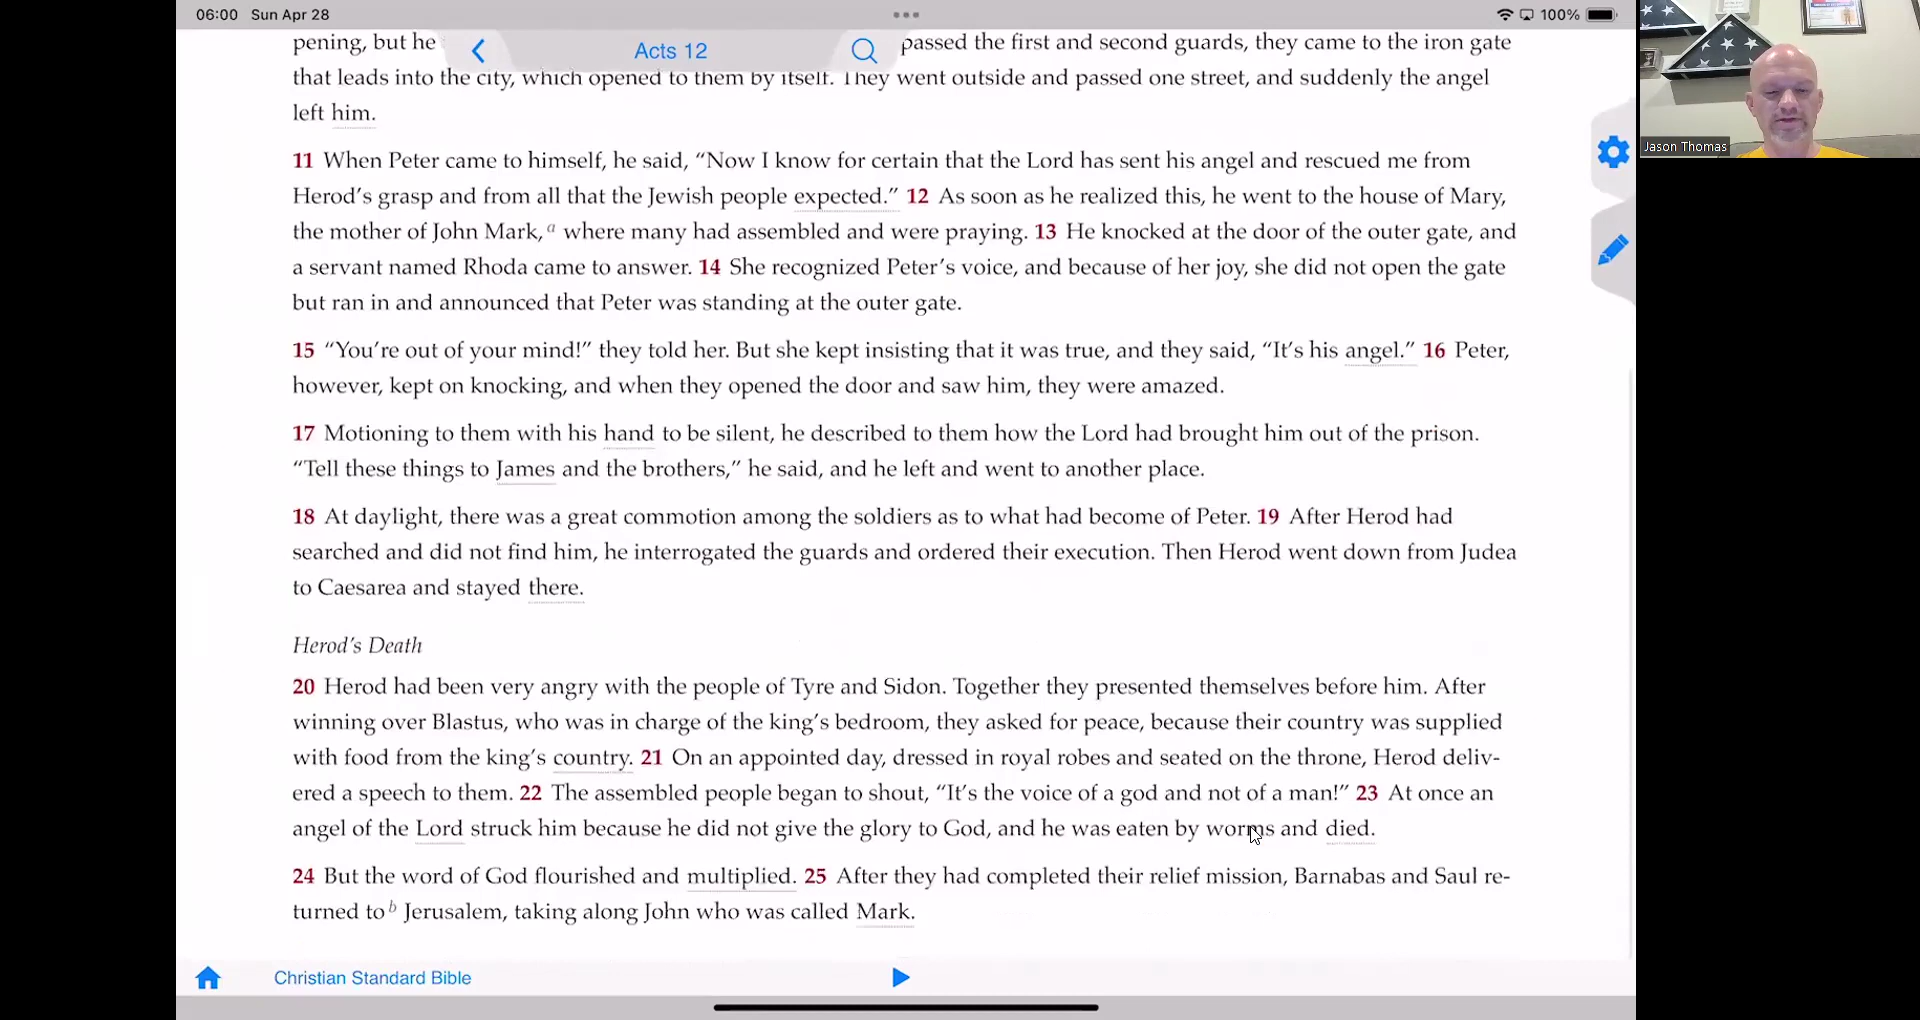 06:00 Sun Apr 28
100%
Acts 12
pening, but he passed the first and second guards, they came to the iron gate
that leads into the city, which opened to them by itself. They went outside and passed one street, and suddenly the angel
left him.
11 When Peter came to himself, he said, “Now I know for certain that the Lord has sent his angel and rescued me from
Herod’s grasp and from all that the Jewish people expected.” 12 As soon as he realized this, he went to the house of Mary,
the mother of John Mark,a where many had assembled and were praying. 13 He knocked at the door of the outer gate, and
a servant named Rhoda came to answer. 14 She recognized Peter’s voice, and because of her joy, she did not open the gate
but ran in and announced that Peter was standing at the outer gate.
15 “You’re out of your mind!” they told her. But she kept insisting that it was true, and they said, “It’s his angel.” 16 Peter,
however, kept on knocking, and when they opened the door and saw him, they were amazed.
17 Motioning to them with his hand to be silent, he described to them how the Lord had brought him out of the prison.
“Tell these things to James and the brothers,” he said, and he left and went to another place.
18 At daylight, there was a great commotion among the soldiers as to what had become of Peter. 19 After Herod had
searched and did not find him, he interrogated the guards and ordered their execution. Then Herod went down from Judea
to Caesarea and stayed there.
Herod’s Death
20 Herod had been very angry with the people of Tyre and Sidon. Together they presented themselves before him. After
winning over Blastus, who was in charge of the king’s bedroom, they asked for peace, because their country was supplied
with food from the king’s country. 21 On an appointed day, dressed in royal robes and seated on the throne, Herod deliv-
ered a speech to them. 22 The assembled people began to shout, “It’s the voice of a god and not of a man!” 23 At once an
angel of the Lord struck him because he did not give the glory to God, and he was eaten by worms and died.
24 But the word of God flourished and multiplied. 25 After they had completed their relief mission, Barnabas and Saul re-
turned to b Jerusalem, taking along John who was called Mark.
Christian Standard Bible
Jason Thomas